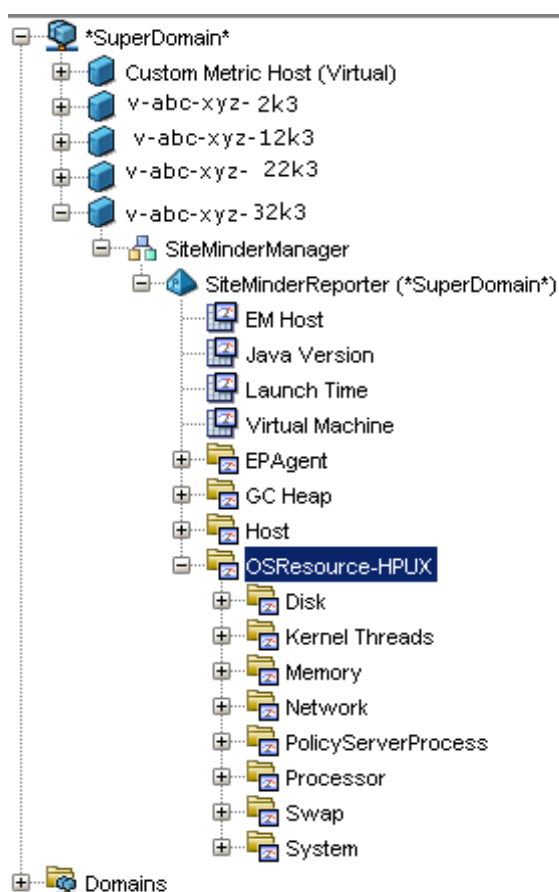 *SuperDomain*
Custom Metric Host (Virtual)
v-abc-xyz- 2k3
v-abc-xyz-12k3
v-abc-xyz- 22k3
v-abc-xyz-32k3
SiteMinderManager
SiteMinderReporter (*SuperDomain*)
EM Host
Java Version
Launch Time
Virtual Machine
EPAgent
GC Heap
Host
OSResource-HPUX
Disk
Kernel Threads
Memory
Network
PolicyServerProcess
Processor
Swap
System
Domains